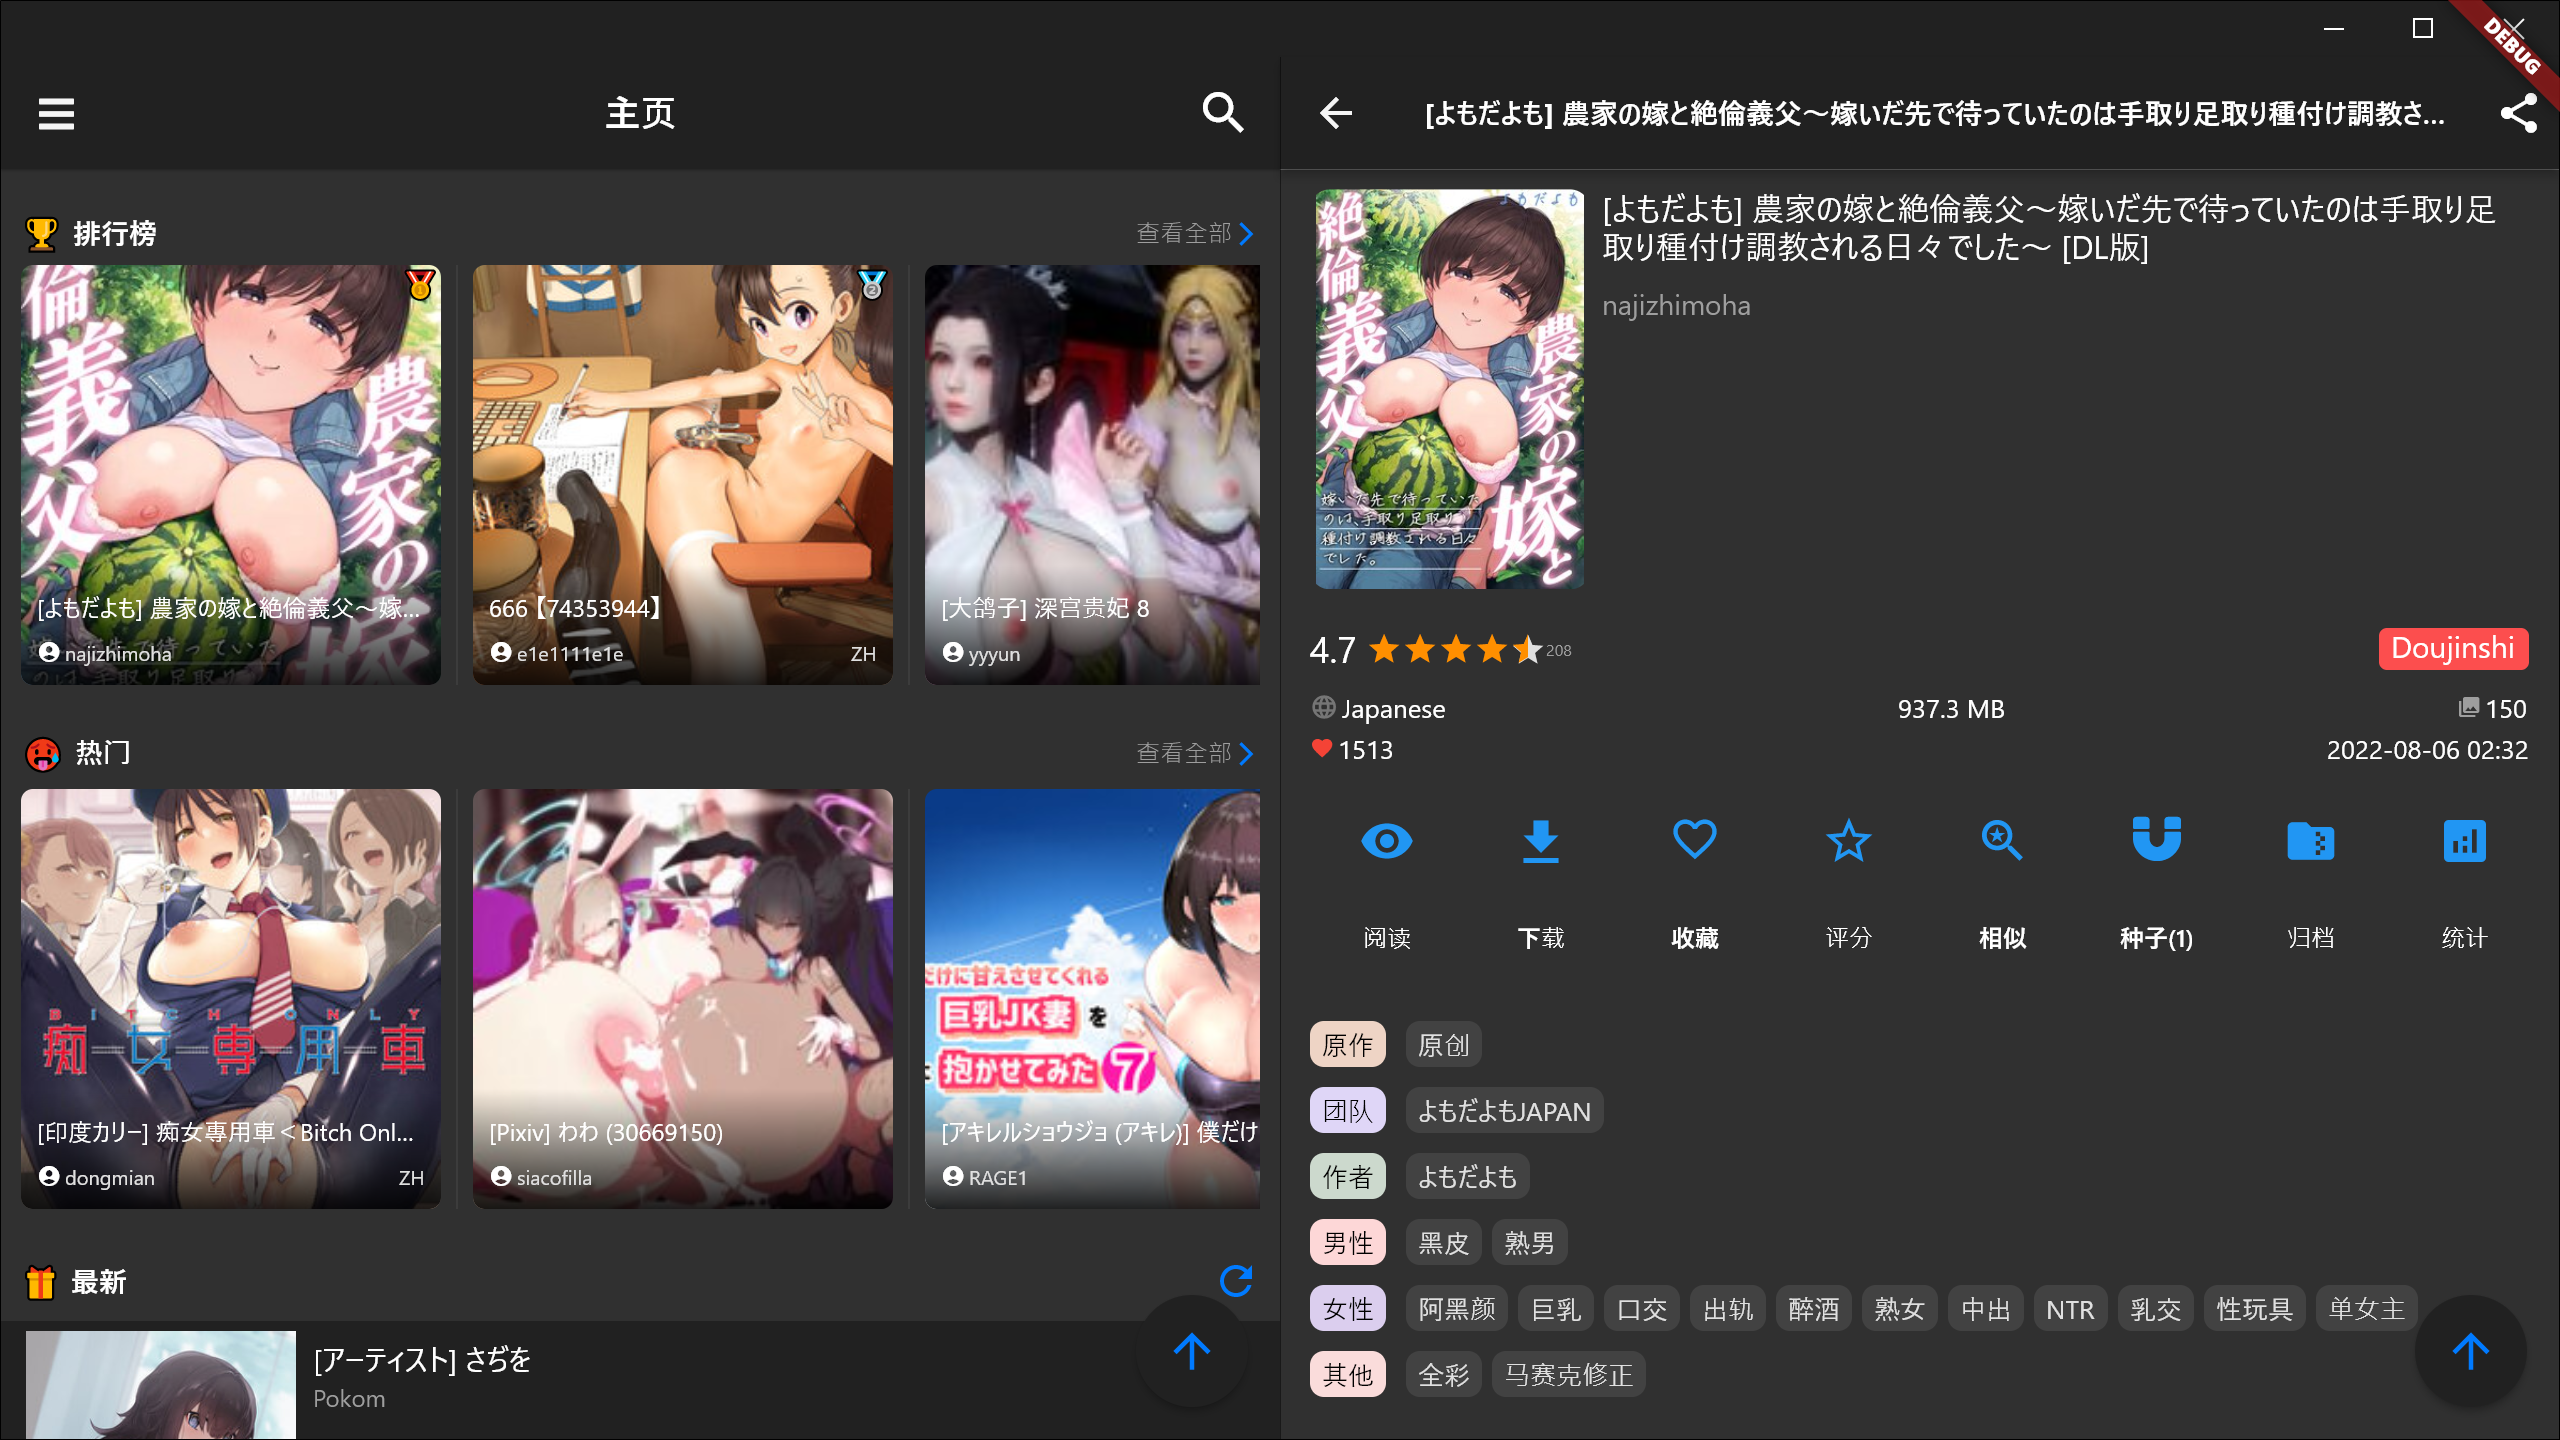 DEBUG
主页
[よもだよも] 農家の嫁と絶倫義父～嫁いだ先で待っていたのは手取り足取り種付け調教さ...
排行榜
查看全部
[よもだよも] 農家の嫁と絶倫義父～嫁...
najizhimoha
666【74353944】
e1e1111e1e
ZH
[大鸽子] 深宫贵妃 8
yyyun
热门
查看全部
[印度カリー] 痴女專用車＜Bitch Onl...
dongmian
ZH
[Pixiv] わわ (30669150)
siacofilla
[アキレルショウジョ (アキレ)] 僕だけ
RAGE1
最新
[アーティスト] さぢを
Pokom
[よもだよも] 農家の嫁と絶倫義父～嫁いだ先で待っていたのは手取り足
取り種付け調教される日々でした～ [DL版]
najizhimoha
4.7
208
Doujinshi
Japanese
937.3 MB
150
1513
2022-08-06 02:32
阅读
下载
收藏
评分
相似
种子(1)
归档
统计
原作 原创
团队 よもだよもJAPAN
作者 よもだよも
男性 黑皮 熟男
女性 阿黑颜 巨乳 口交 出轨 醉酒 熟女 中出 NTR 乳交 性玩具 单女主
其他 全彩 马赛克修正